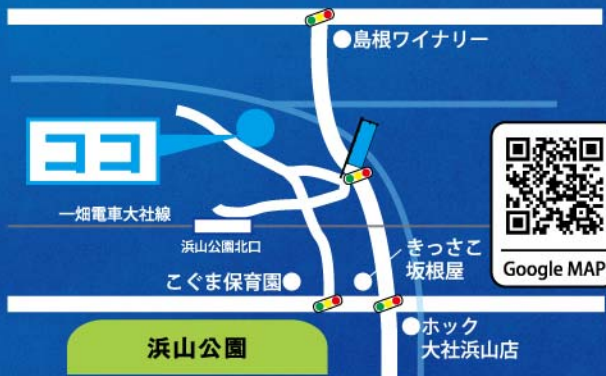 島根ワイナリー
ココ
一畑電車大社線
浜山公園北口
きっさこ
坂根屋
Google MAP
こぐま保育園
ホック
大社浜山店
浜山公園